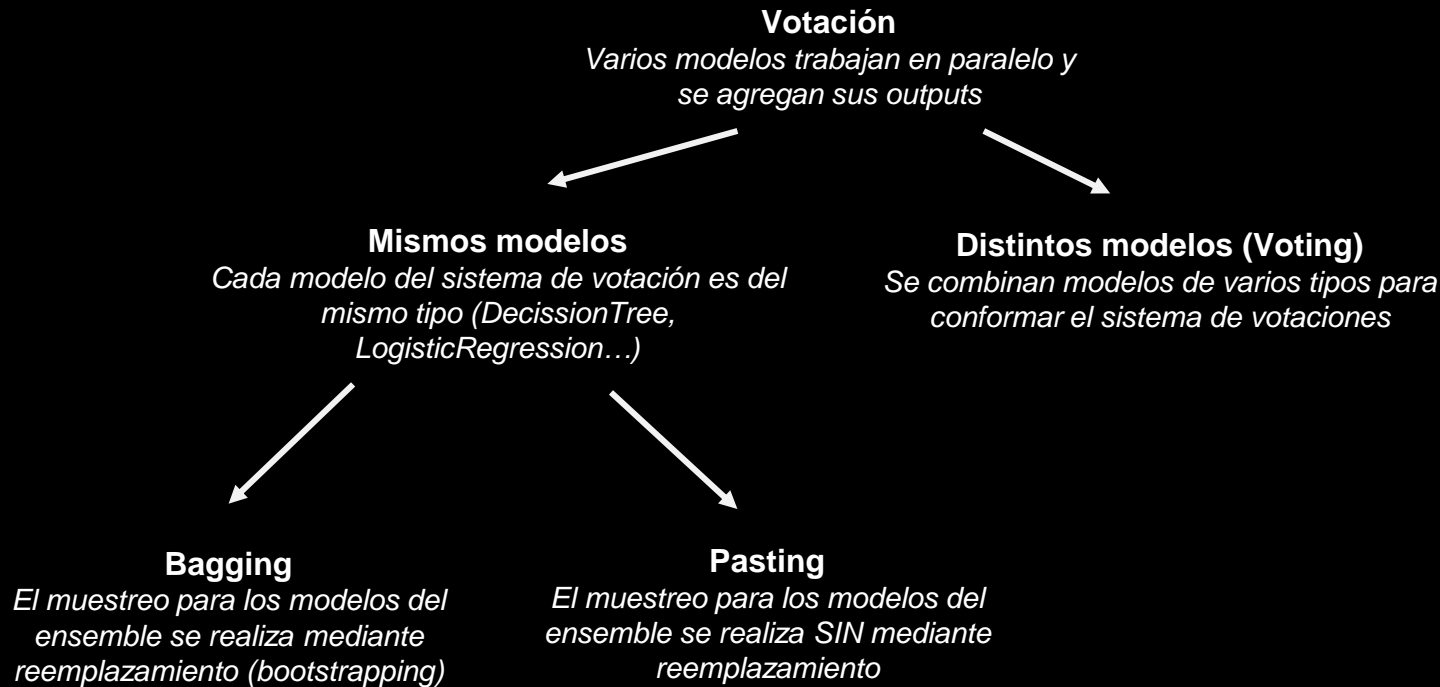 Votación
Varios modelos trabajan en paralelo y
se agregan sus outputs
Mismos modelos
Cada modelo del sistema de votación es del
mismo tipo (DecissionTree,
LogisticRegression…)
Distintos modelos (Voting)
Se combinan modelos de varios tipos para
conformar el sistema de votaciones
Bagging
El muestreo para los modelos del
ensemble se realiza mediante
reemplazamiento (bootstrapping)
Pasting
El muestreo para los modelos del
ensemble se realiza SIN mediante
reemplazamiento